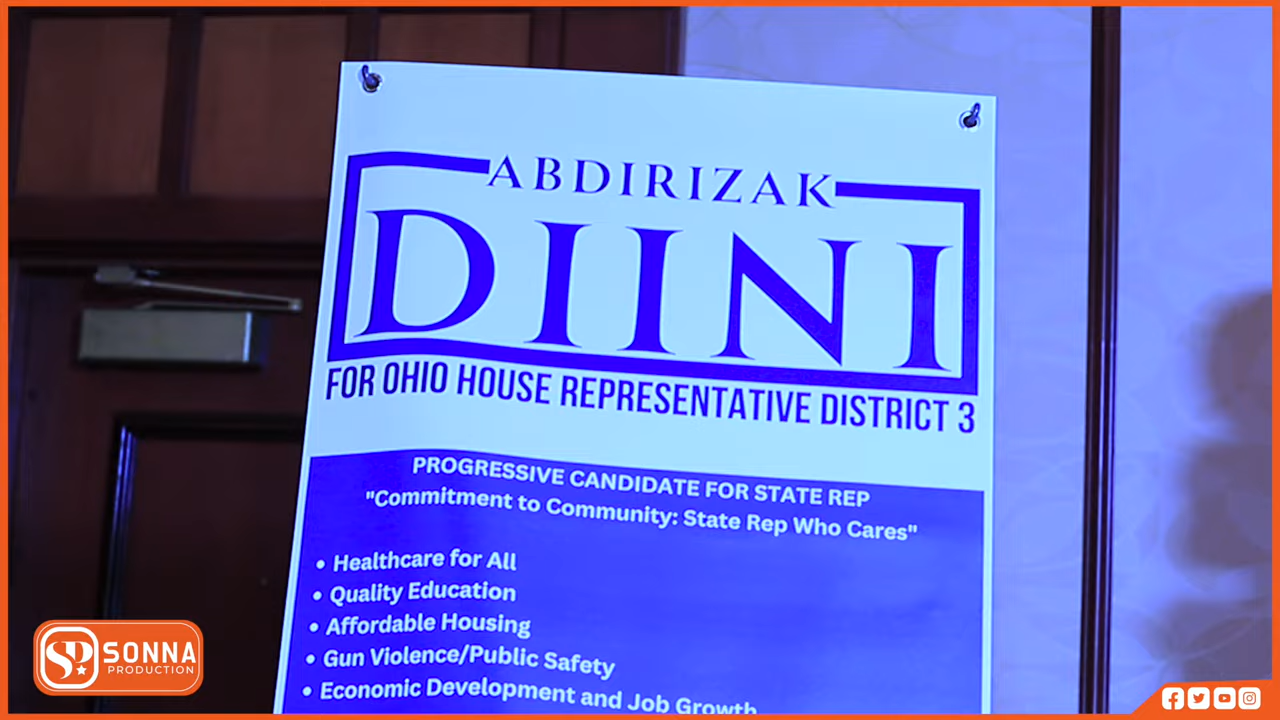 ABDIRIZAK
DIINI
FOR OHIO HOUSE REPRESENTATIVE DISTRICT 3
PROGRESSIVE CANDIDATE FOR STATE REP
"Commitment to Community: State Rep Who Cares"
• Healthcare for All
• Quality Education
• Affordable Housing
• Gun Violence/Public Safety
• Economic Development and Job Growth
SP SONNA
PRODUCTION